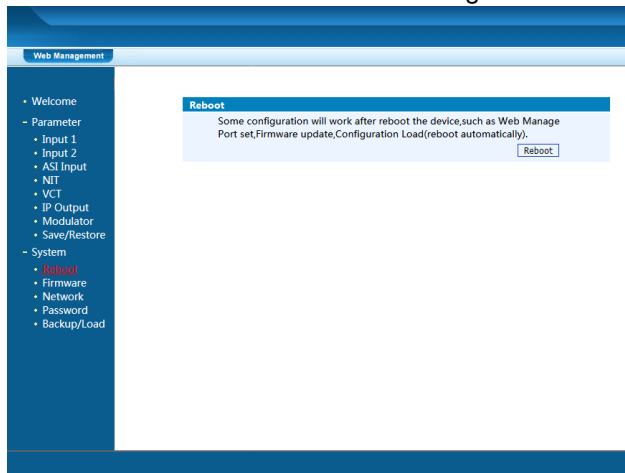 Web Management
Welcome
Parameter
Input 1
Input 2
ASI Input
NIT
VCT
IP Output
Modulator
Save/Restore
System
Reboot
Firmware
Network
Password
Backup/Load
Reboot
Some configuration will work after reboot the device,such as Web Manage
Port set,Firmware update,Configuration Load(reboot automatically).
Reboot